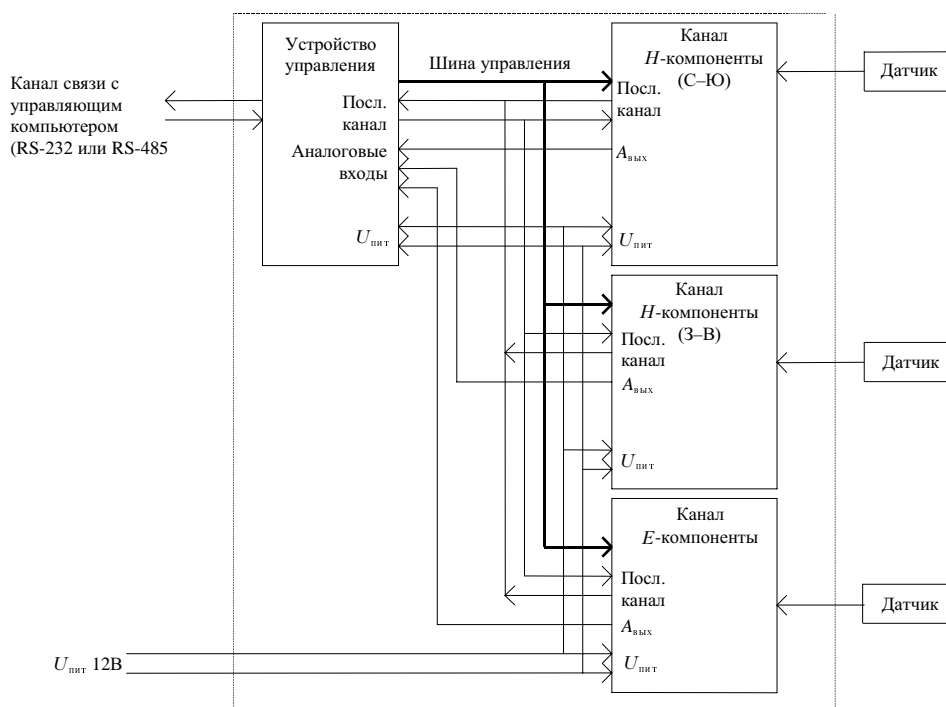 Устройство
управления
Посл.
канал
Аналоговые
входы
Uпит
Шина управления
Канал связи с
управляющим
компьютером
(RS-232 или RS-485
Канал
H-компоненты
(С–Ю)
Посл.
канал
Aвых
Uпит
Датчик
Канал
H-компоненты
(З–В)
Посл.
канал
Aвых
Uпит
Датчик
Канал
E-компоненты
Посл.
канал
Aвых
Uпит
Датчик
Uпит 12В